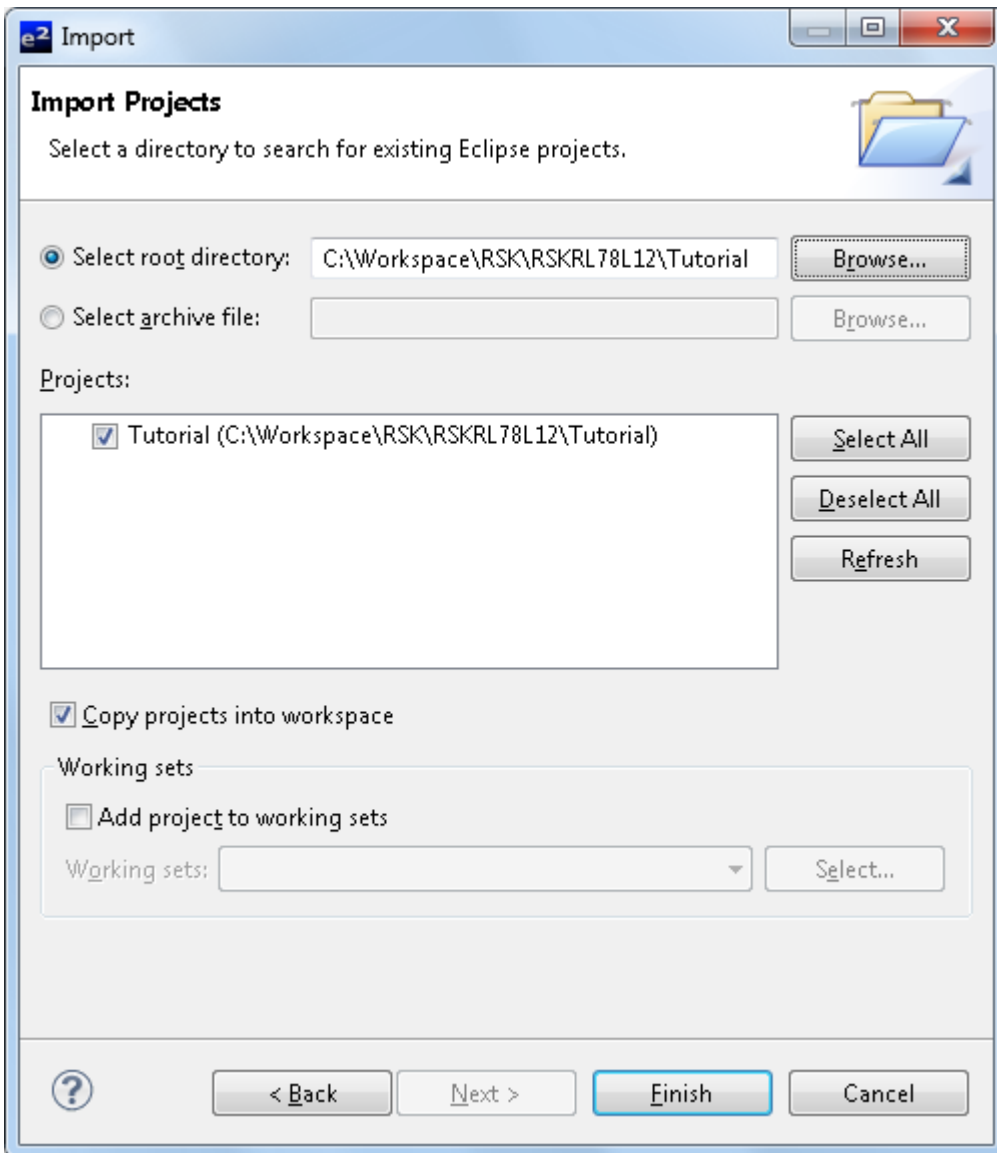 e² Import
Import Projects
Select a directory to search for existing Eclipse projects.
Select root directory: C:\Workspace\RSK\RSKRL78L12\Tutorial Browse...
Select archive file: Browse...
Projects:
Tutorial (C:\Workspace\RSK\RSKRL78L12\Tutorial) Select All
Deselect All
Refresh
Copy projects into workspace
Working sets
Add project to working sets
Working sets: Select...
? < Back Next > Finish Cancel